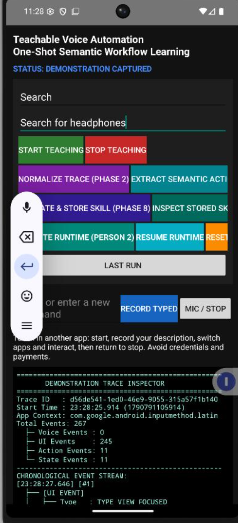 11:28
Teachable Voice Automation
One-Shot Semantic Workflow Learning
STATUS: DEMONSTRATION CAPTURED
Search
Search for headphones
START TEACHING STOP TEACHING
NORMALIZE TRACE (PHASE 2) EXTRACT SEMANTIC ACTI
ATE & STORE SKILL (PHASE 8) INSPECT STORED SK
TE RUNTIME (PERSON 2) RESUME RUNTIME RESE
LAST RUN
or enter a new
RECORD TYPED MIC / STOP
in another app: start, record your description, switch
apps and interact, then return to stop. Avoid credentials and
payments.
DEMONSTRATION TRACE INSPECTOR
Trace ID : d56de541-1ed0-46e9-9055-315a57f1b140
Start Time : 23:28:25.914 (1790791105914)
App Context: com.google.android.inputmethod.latin
Total Events: 267
Voice Events : 0
UI Events : 245
Action Events: 11
State Events : 11
CHRONOLOGICAL EVENT STREAM:
[23:28:27.646] [#1]
[UI EVENT]
Type : TYPE VIEW FOCUSED